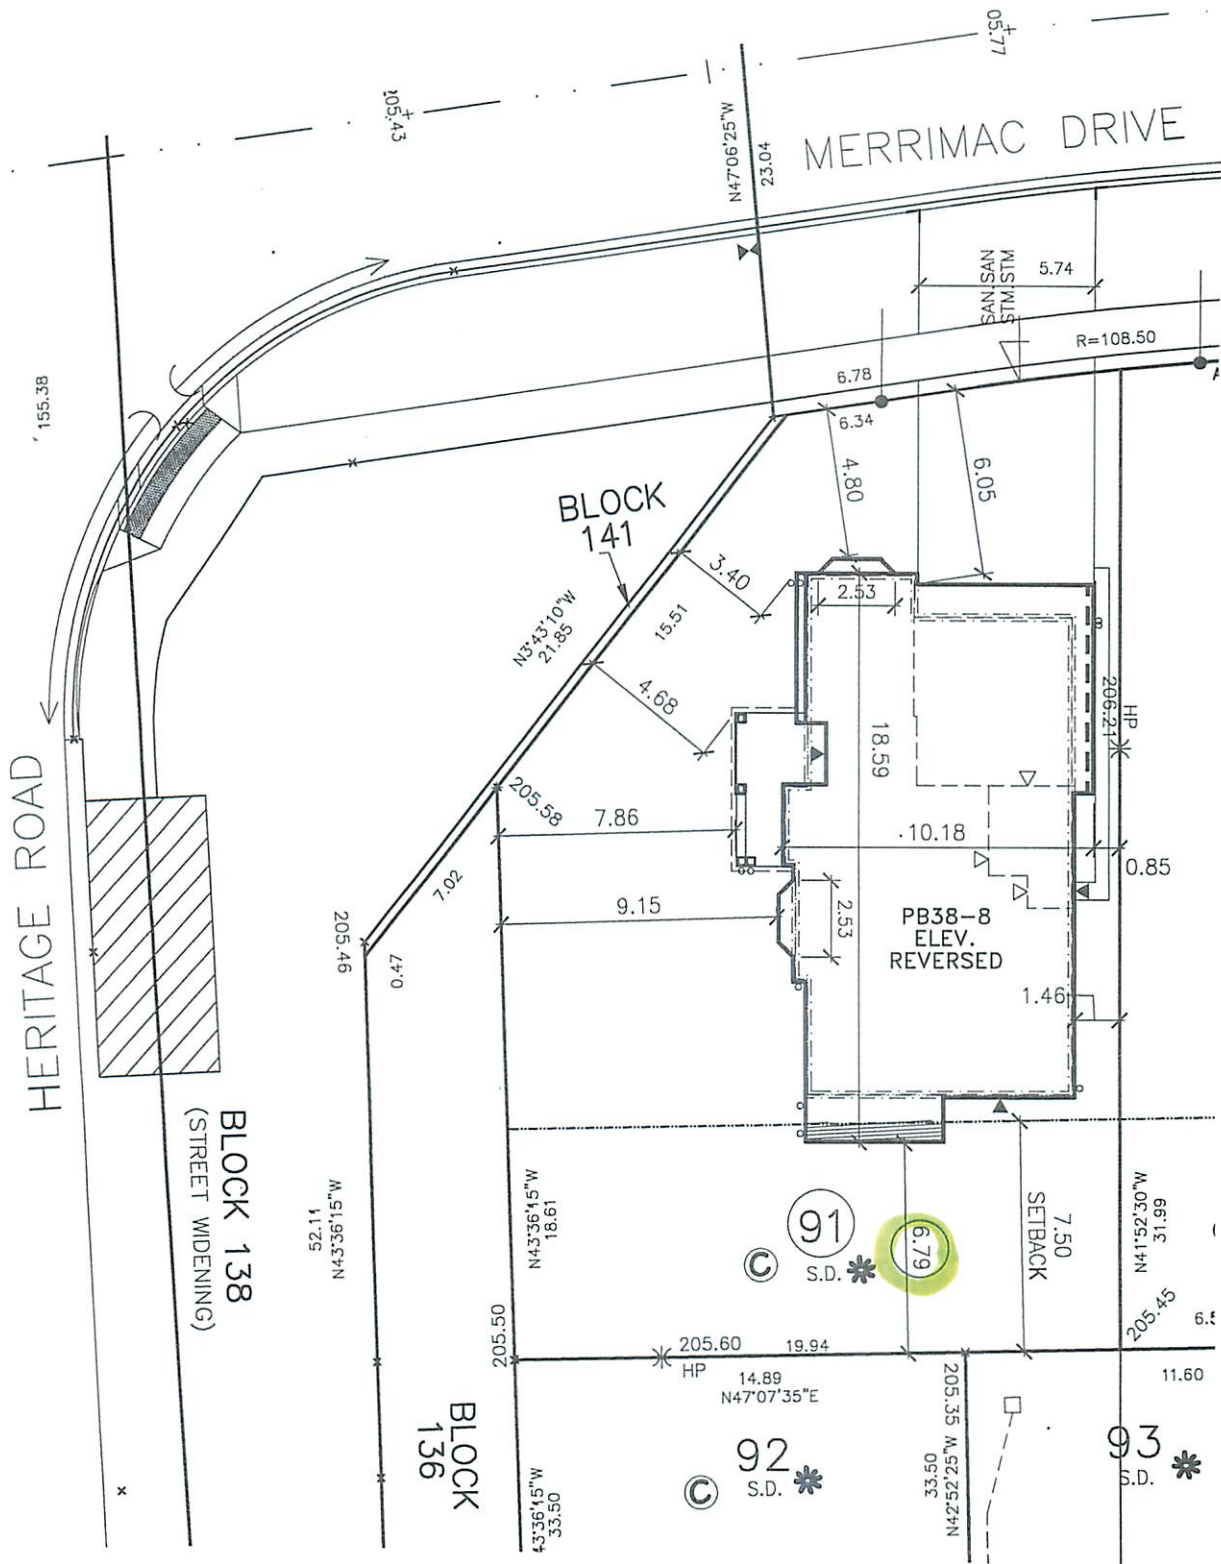 05.77
205.43
N47°06'25"W
23.04
MERRIMAC DRIVE
SAN.SAN
STM.STM
5.74
R=108.50
6.78
6.34
155.38
4.80
6.05
BLOCK
141
3.40
2.53
N3°43'10"W
21.85
15.51
4.68
18.59
HP
206.21
205.58
7.86
10.18
0.85
7.02
9.15
2.53
PB38-8
ELEV.
REVERSED
205.46
0.47
1.46
HERITAGE ROAD
BLOCK 138
(STREET WIDENING)
52.11
N43°36'15"W
N43°36'15"W
18.61
91
S.D.
C
6.79
7.50
SETBACK
N41°52'30"W
31.99
205.45
205.50
205.60
HP
19.94
14.89
N47°07'35"E
11.60
BLOCK
136
43°36'15"W
33.50
92
S.D.
C
205.35
N42°52'25"W
33.50
93
S.D.